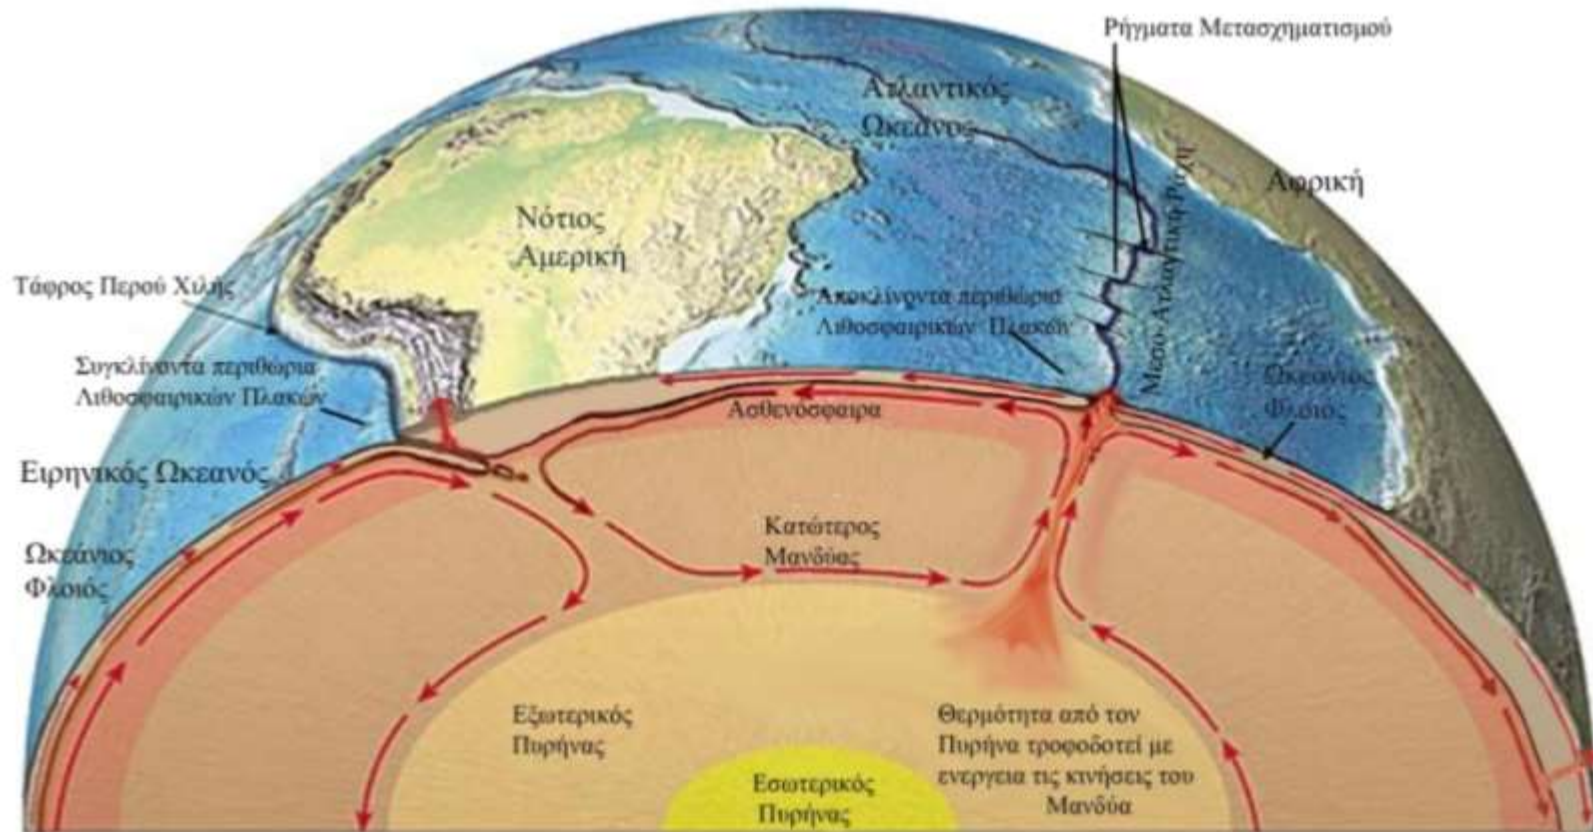 Ρήγματα Μετασχηματισμού
Ατλαντικός
Ωκεάνος
Αφρική
Νότιος
Αμερική
Μεσο Ατλαντική Ραχη
Τάφρος Περού Χιλής
Αποκλίνοντα περιθώρια
Λιθοσφαιρικών Πλακών
Συγκλίνοντα περιθώρια
Λιθοσφαιρικών Πλακών
Ωκεάνιος
Φλοιός
Ασθενόσφαιρα
Ειρηνικός Ωκεανός
Κατώτερος
Μανδύας
Ωκεάνιος
Φλοιός
Εξωτερικός
Πυρήνας
Θερμότητα από τον
Πυρήνα τροφοδοτεί με
ενεργεια τις κινήσεις του
Μανδύα
Εσωτερικός
Πυρήνας